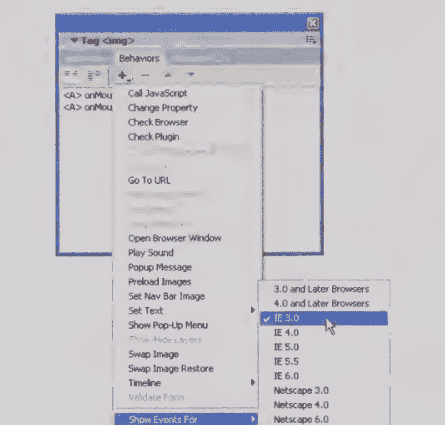 Tag <img>
Behaviors
<A> onMou
<A> onMou
Call JavaScript
Change Property
Check Browser
Check Plugin
Go To URL
Open Browser Window
Play Sound
Popup Message
Preload Images
Set Nav Bar Image
Set Text
Show Pop-Up Menu
Show-Hide Layers
Swap Image
Swap Image Restore
Timeline
Validate Form
Show Events For
3.0 and Later Browsers
4.0 and Later Browsers
IE 3.0
IE 4.0
IE 5.0
IE 5.5
IE 6.0
Netscape 3.0
Netscape 4.0
Netscape 6.0